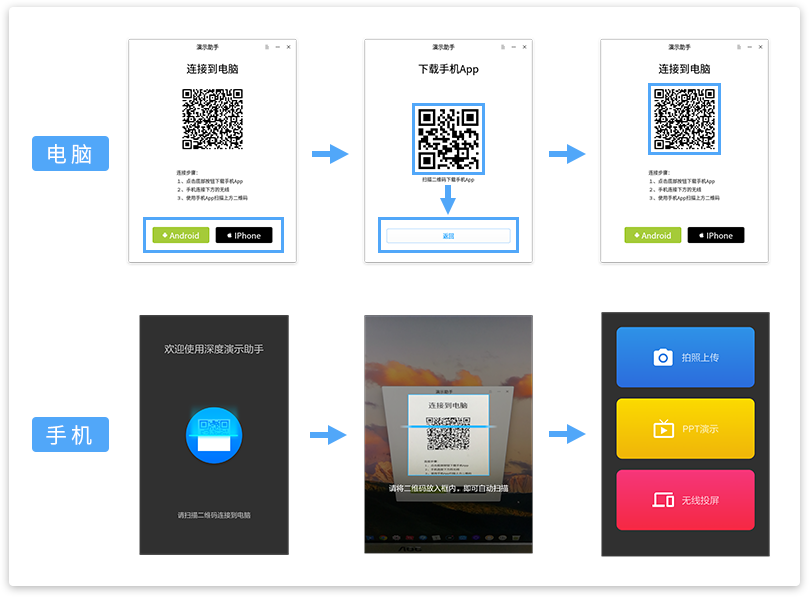 演示助手
连接到电脑
连接步骤：
1、点击底部按钮下载手机App
2、手机连接下方的无线
3、使用手机App扫描上方二维码
Android
IPhone
演示助手
下载手机App
扫描二维码下载手机App
返回
演示助手
连接到电脑
连接步骤：
1、点击底部按钮下载手机App
2、手机连接下方的无线
3、使用手机App扫描上方二维码
Android
IPhone
电脑
手机
欢迎使用深度演示助手
请扫描二维码连接到电脑
演示助手
连接到电脑
请将二维码放入框内，即可自动扫描
拍照上传
PPT演示
无线投屏